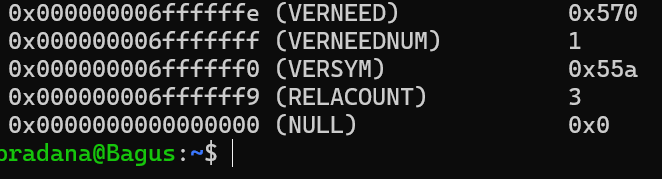 0x000000006ffffffe (VERNEED) 0x570
0x000000006fffffff (VERNEEDNUM) 1
0x000000006ffffff0 (VERSYM) 0x55a
0x000000006ffffff9 (RELACOUNT) 3
0x0000000000000000 (NULL) 0x0
pradana@Bagus:~$